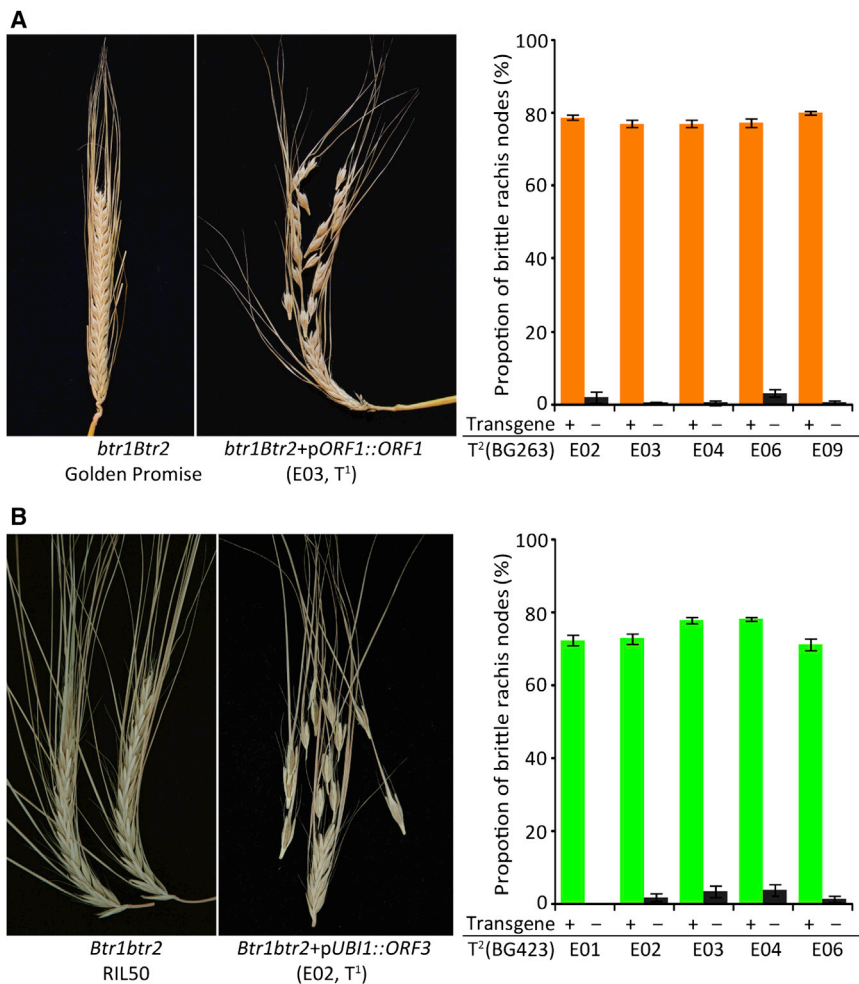 A
btr1Btr2
Golden Promise
btr1Btr2+pORF1::ORF1
(E03, T¹)
Propotion of brittle rachis nodes (%)
100
80
60
40
20
0
Transgene + − + − + − + − + −
T²(BG263) E02 E03 E04 E06 E09
B
Btr1btr2
RIL50
Btr1btr2+pUBI1::ORF3
(E02, T¹)
Propotion of brittle rachis nodes (%)
100
80
60
40
20
0
Transgene + − + − + − + − + −
T²(BG423) E01 E02 E03 E04 E06